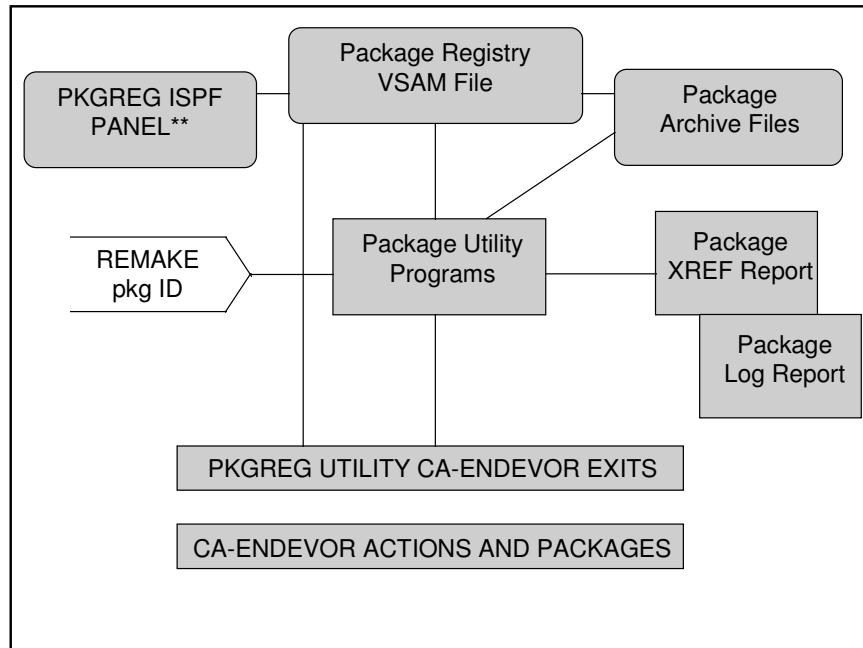 Package Registry
VSAM File
PKGREG ISPF
PANEL**
Package
Archive Files
REMAKE
pkg ID
Package Utility
Programs
Package
XREF Report
Package
Log Report
PKGREG UTILITY CA-ENDEVOR EXITS
CA-ENDEVOR ACTIONS AND PACKAGES